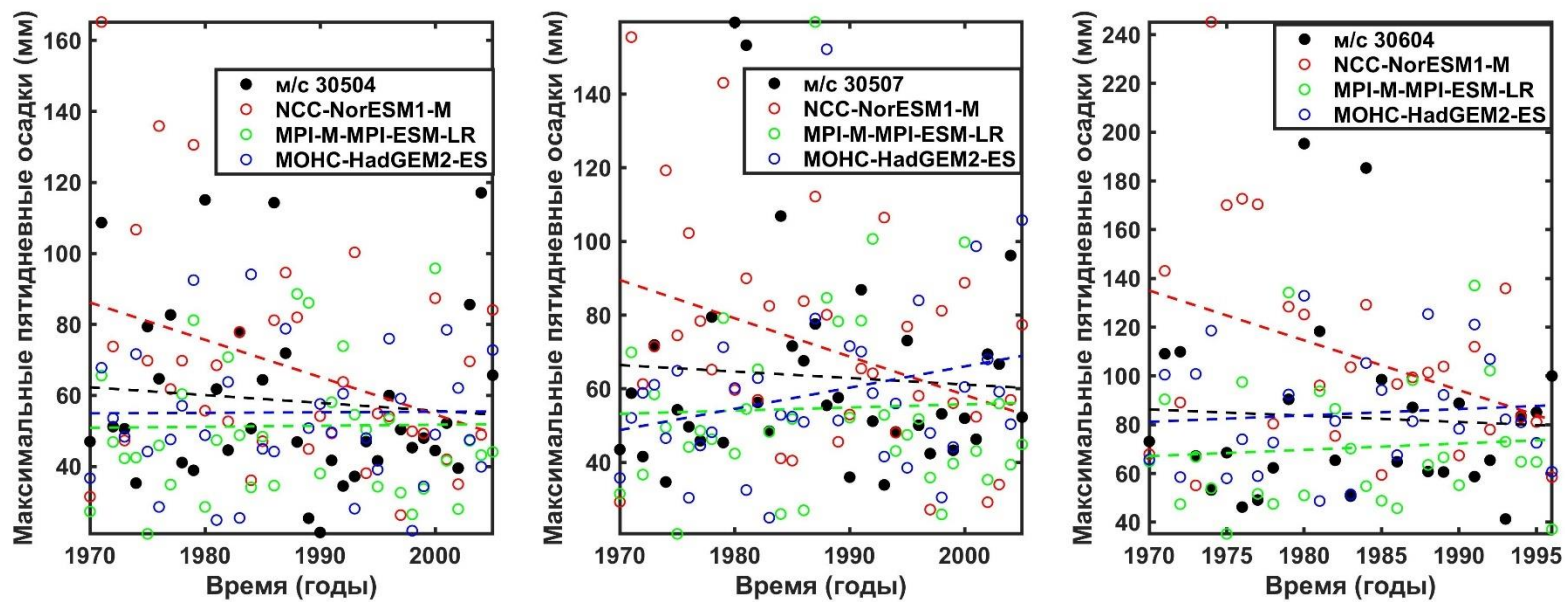 Максимальные пятидневные осадки (мм)
160
140
120
100
80
60
40
м/с 30504
NCC-NorESM1-M
MPI-M-MPI-ESM-LR
MOHC-HadGEM2-ES
1970
1980
1990
2000
Время (годы)
Максимальные пятидневные осадки (мм)
140
120
100
80
60
40
м/с 30507
NCC-NorESM1-M
MPI-M-MPI-ESM-LR
MOHC-HadGEM2-ES
1970
1980
1990
2000
Время (годы)
Максимальные пятидневные осадки (мм)
240
220
200
180
160
140
120
100
80
60
40
м/с 30604
NCC-NorESM1-M
MPI-M-MPI-ESM-LR
MOHC-HadGEM2-ES
1970
1975
1980
1985
1990
1995
Время (годы)